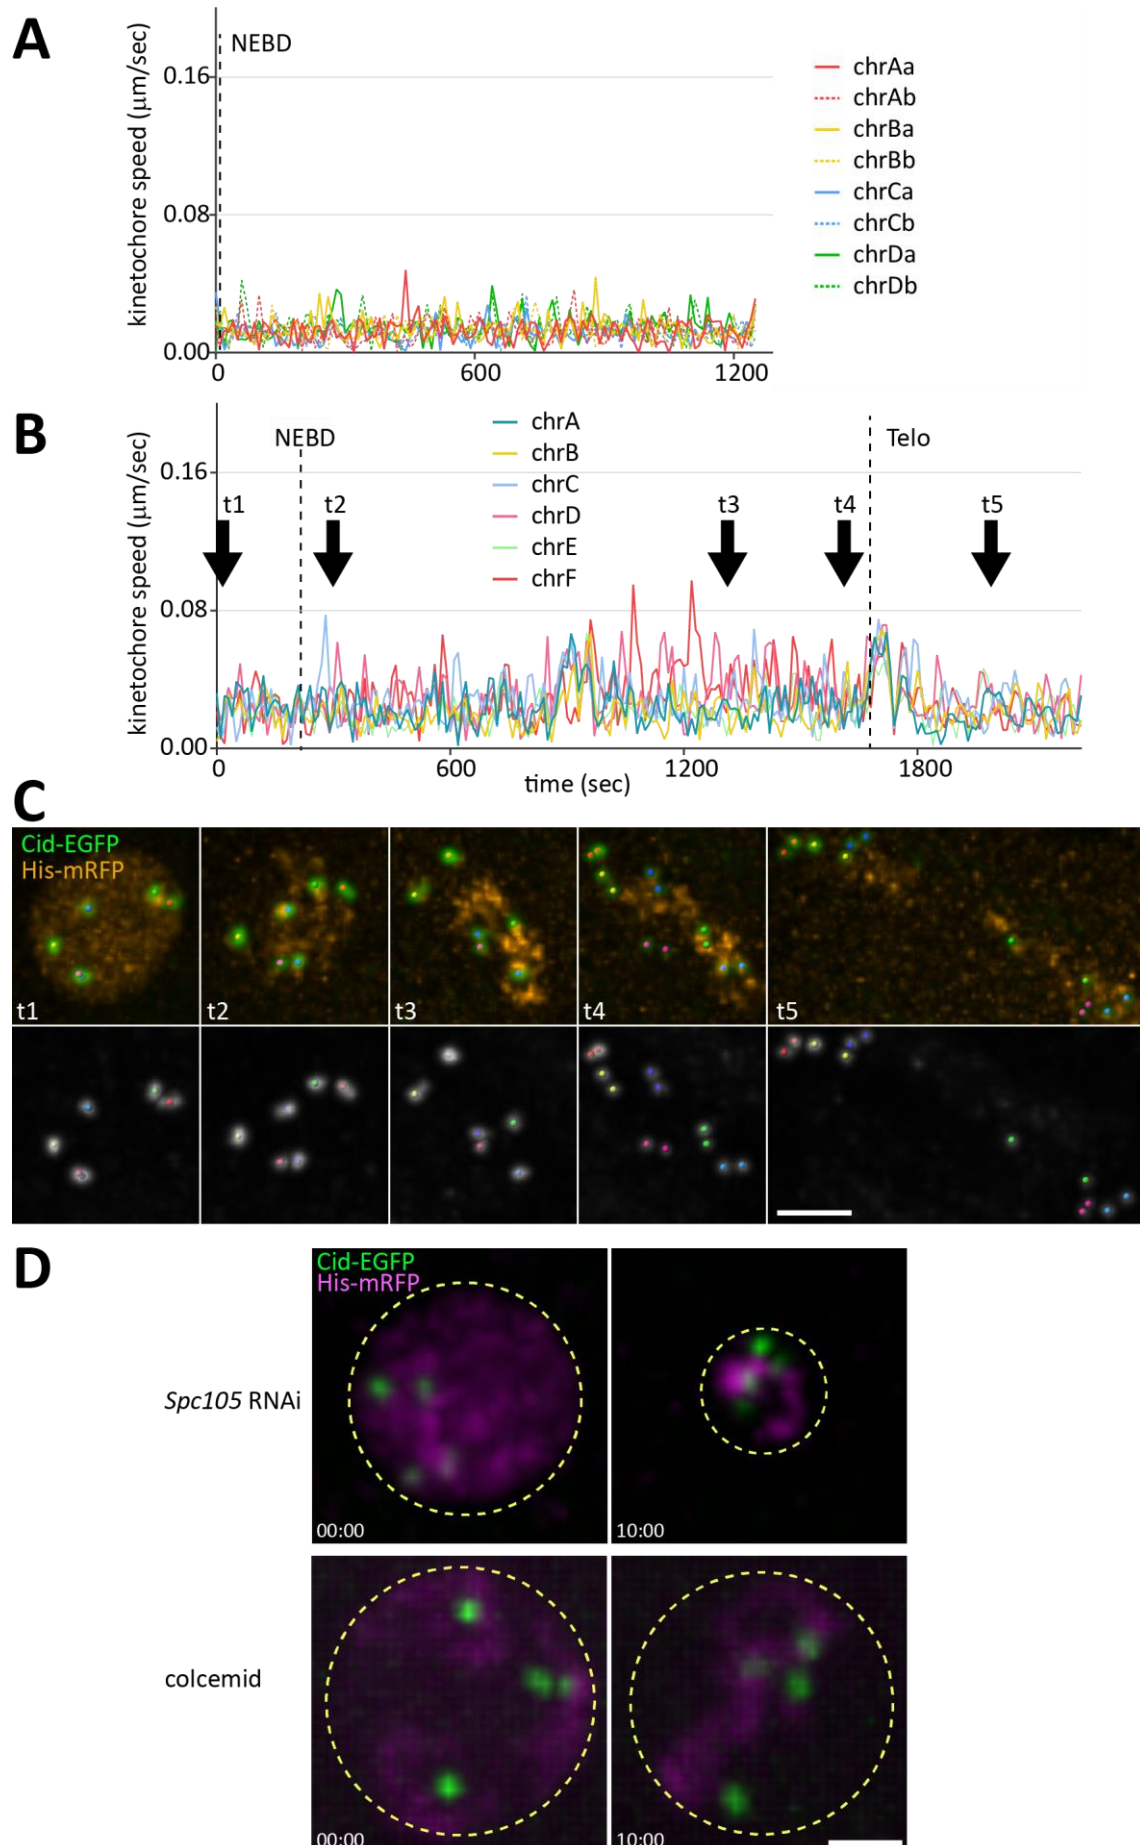 A
NEBD
kinetochore speed (µm/sec)
0.16
0.08
0.00
0
600
1200
chrAa
chrAb
chrBa
chrBb
chrCa
chrCb
chrDa
chrDb
B
NEBD
Telo
kinetochore speed (µm/sec)
0.16
0.08
0.00
t1
t2
t3
t4
t5
chrA
chrB
chrC
chrD
chrE
chrF
0
600
1200
1800
time (sec)
C
Cid-EGFP
His-mRFP
t1
t2
t3
t4
t5
D
Cid-EGFP
His-mRFP
Spc105 RNAi
00:00
10:00
colcemid
00:00
10:00